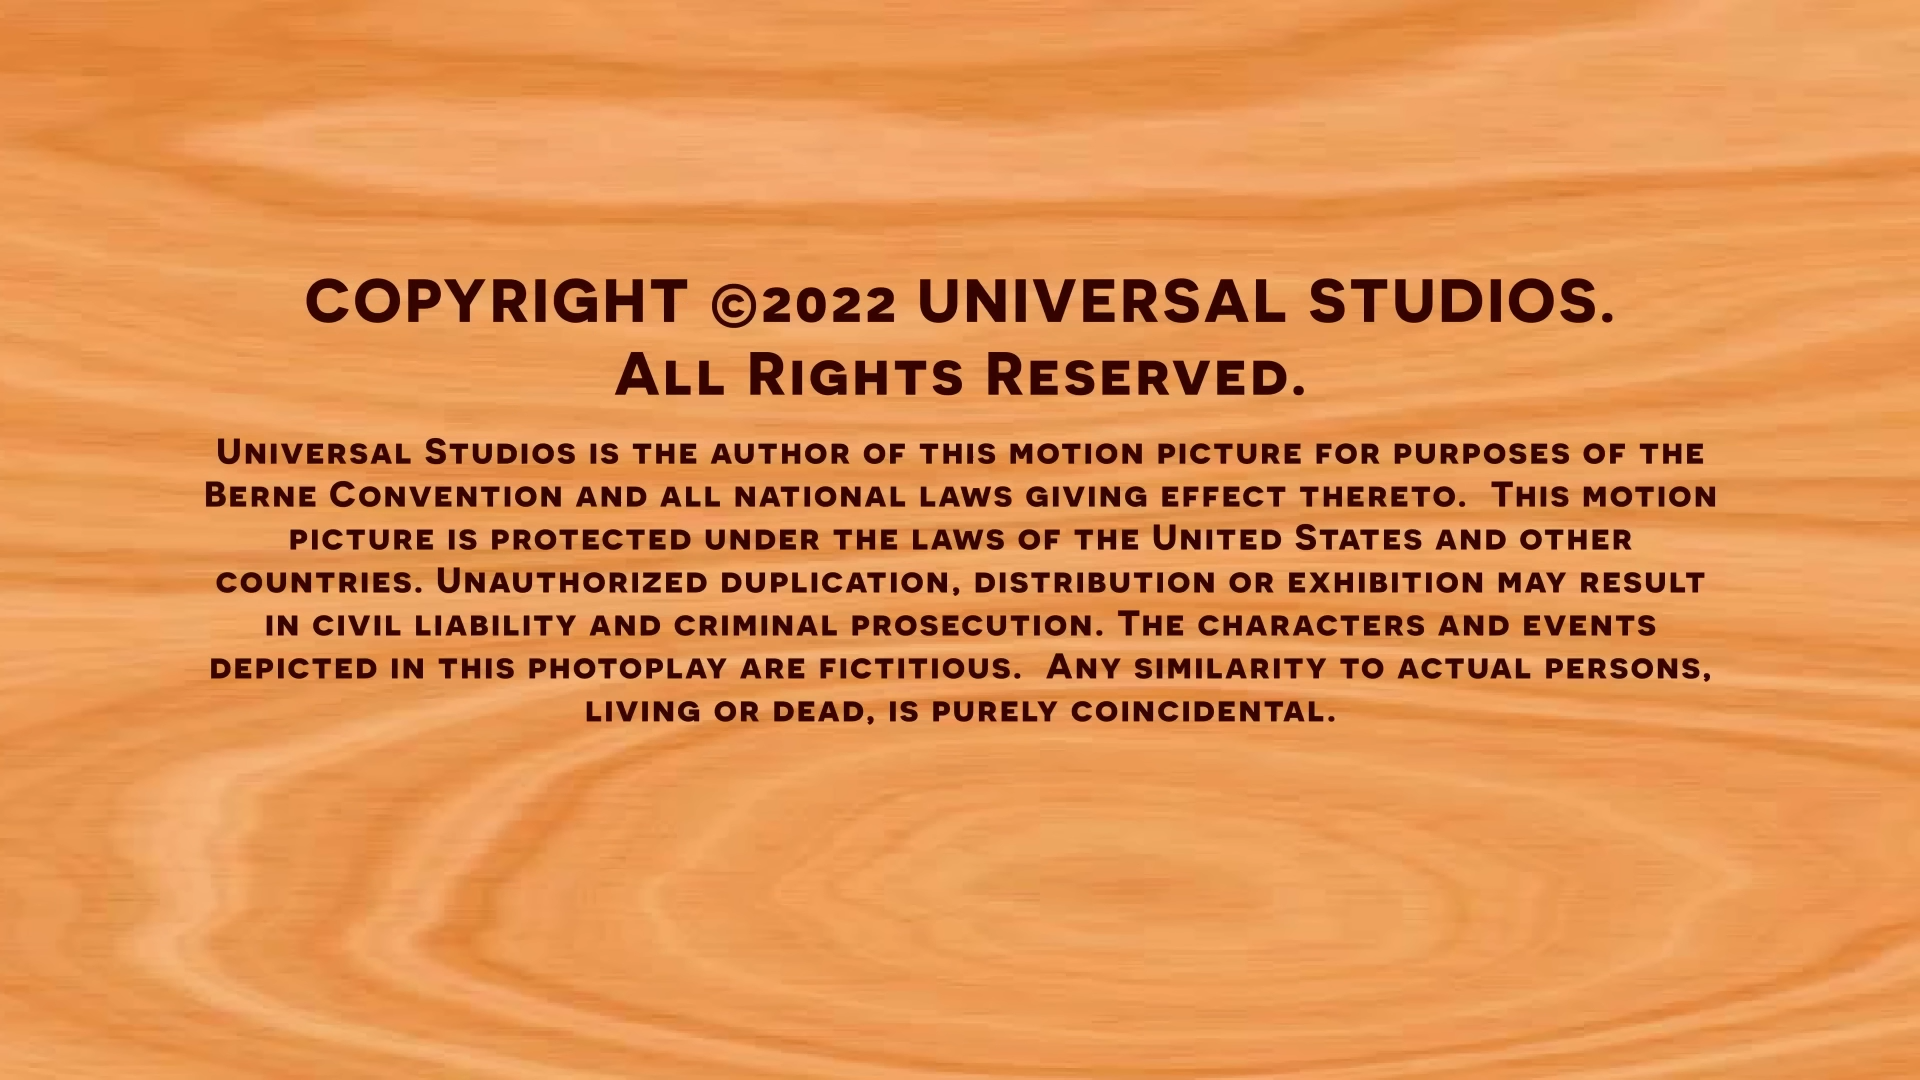 COPYRIGHT ©2022 UNIVERSAL STUDIOS.
All Rights Reserved.
Universal Studios is the author of this motion picture for purposes of the
Berne Convention and all national laws giving effect thereto.  This motion
picture is protected under the laws of the United States and other
countries. Unauthorized duplication, distribution or exhibition may result
in civil liability and criminal prosecution. The characters and events
depicted in this photoplay are fictitious.  Any similarity to actual persons,
living or dead, is purely coincidental.